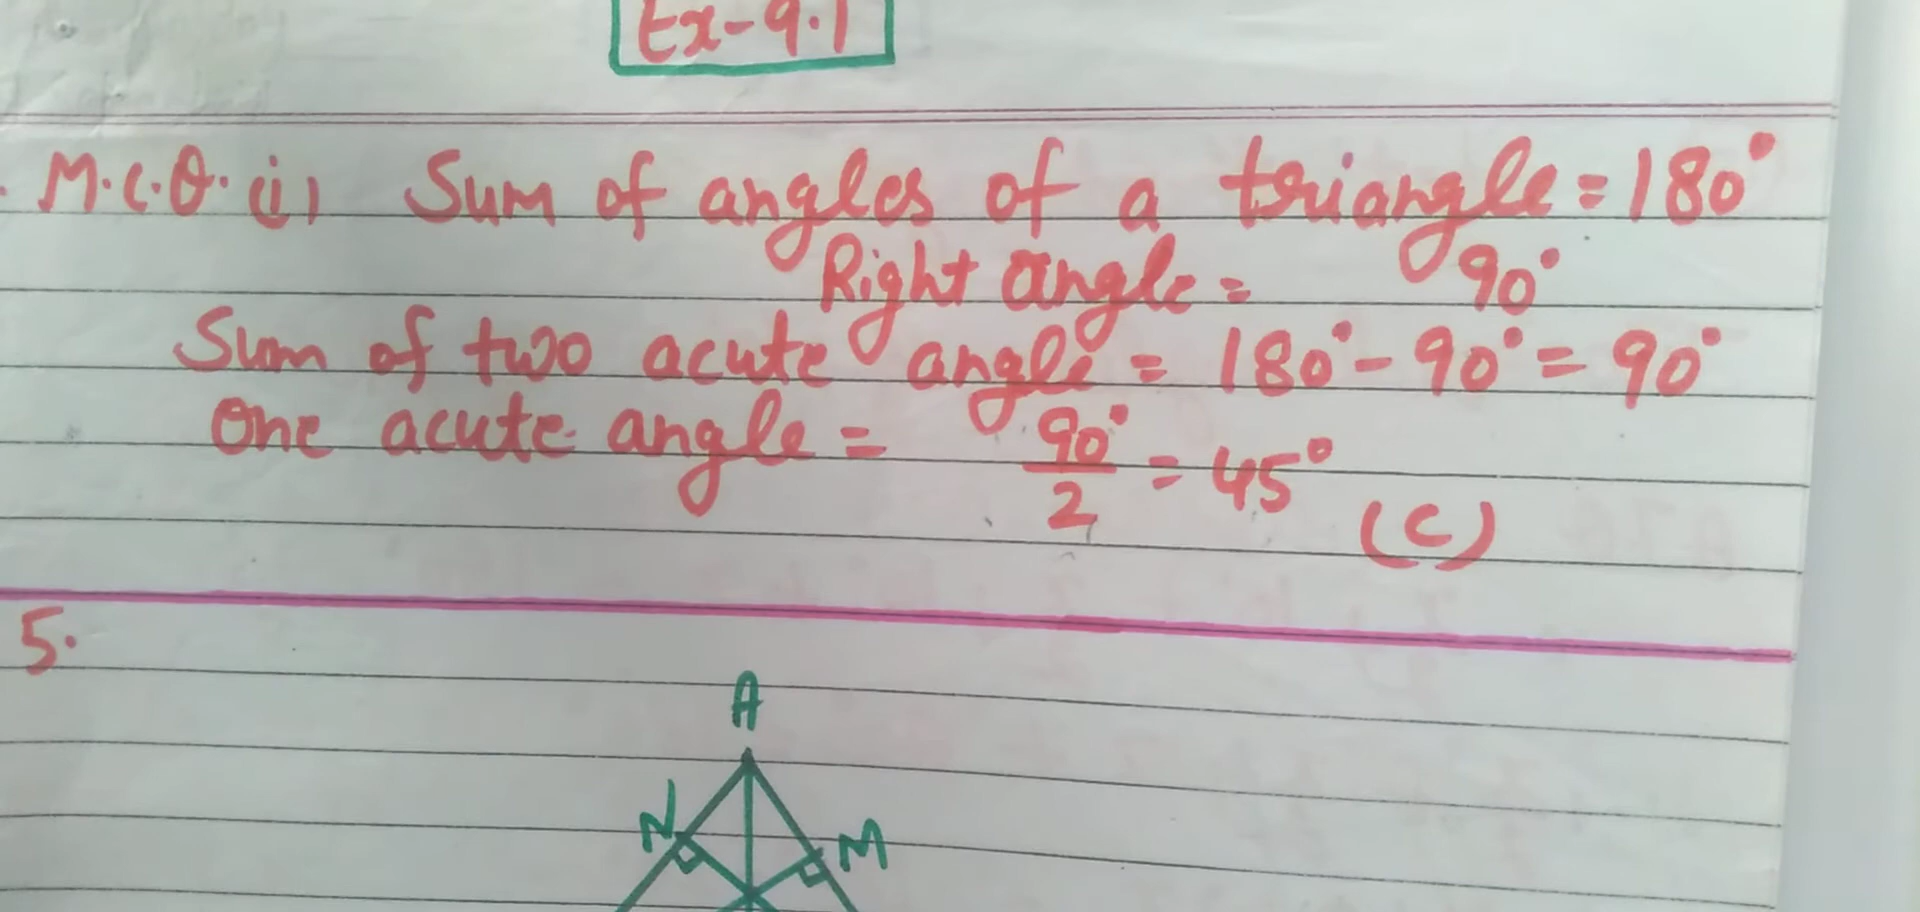 Ex-9.1
M.C.Q. (i) Sum of angles of a triangle = 180°
Right angle = 90°
Sum of two acute angle = 180° - 90° = 90°
One acute angle = 90°/2 = 45° (C)
5.
A
N M